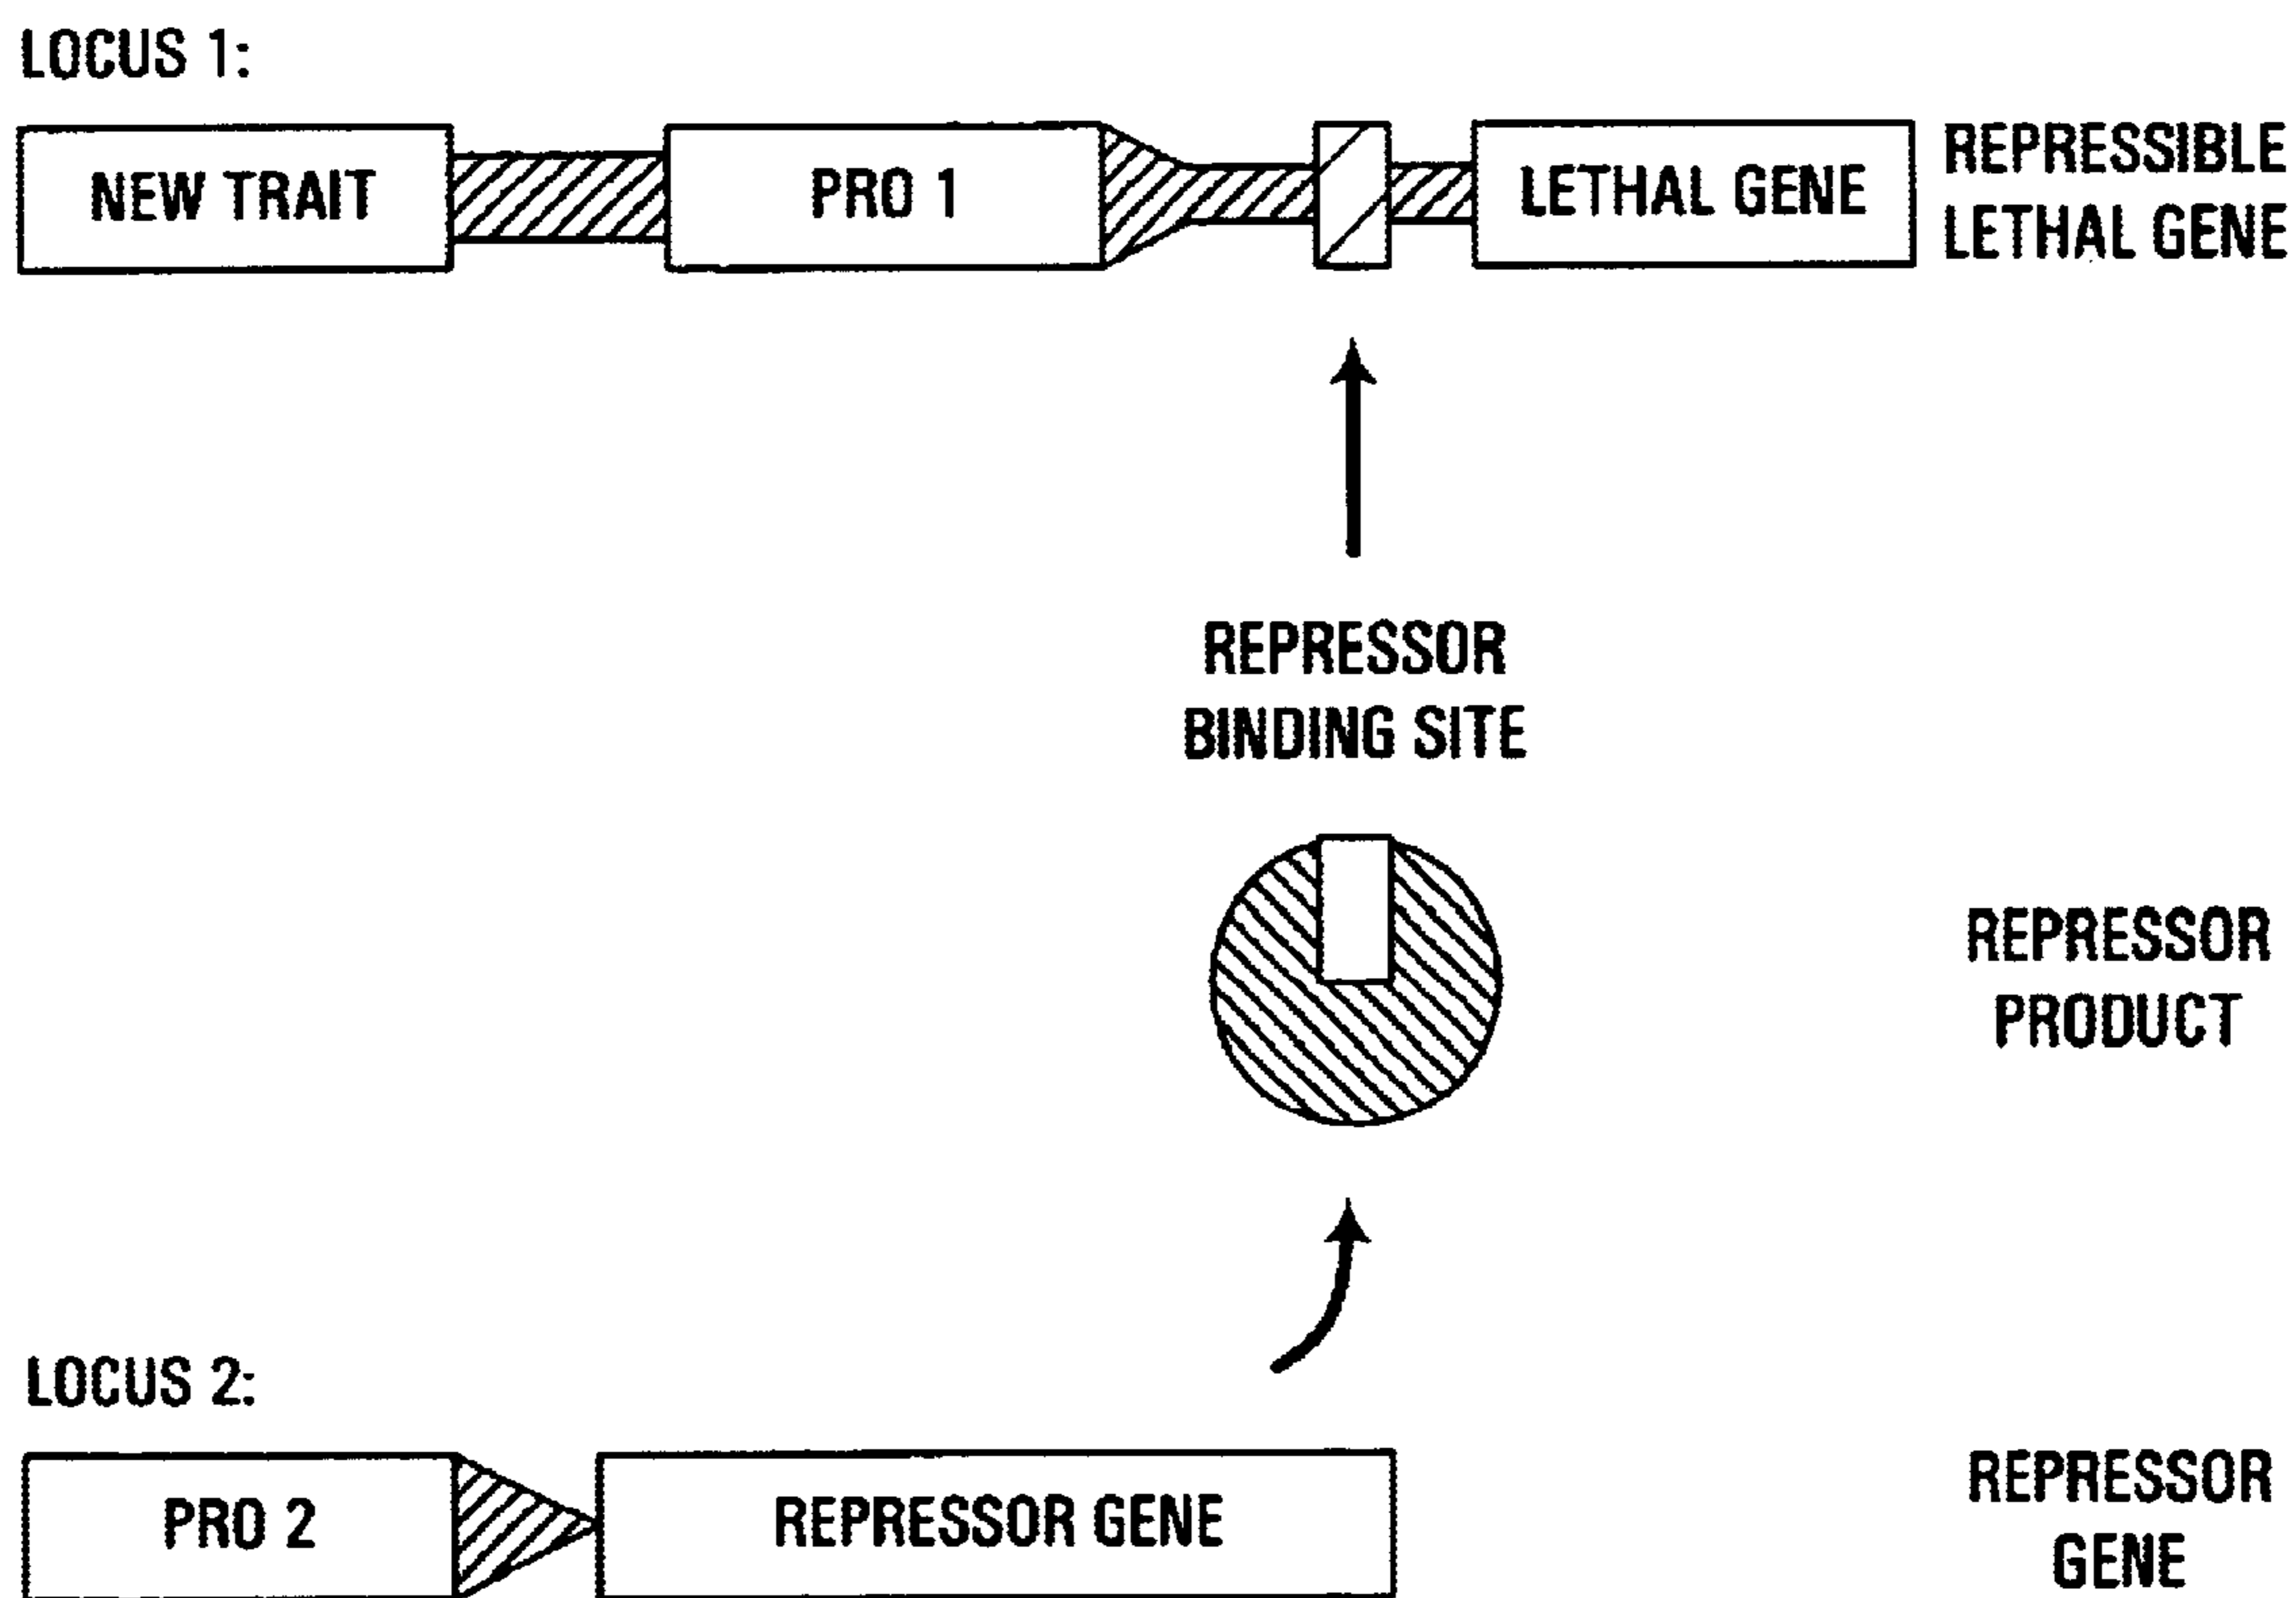 LOCUS 1:
NEW TRAIT
PRO 1
LETHAL GENE
REPRESSIBLE
LETHAL GENE
REPRESSOR
BINDING SITE
REPRESSOR
PRODUCT
LOCUS 2:
PRO 2
REPRESSOR GENE
REPRESSOR
GENE